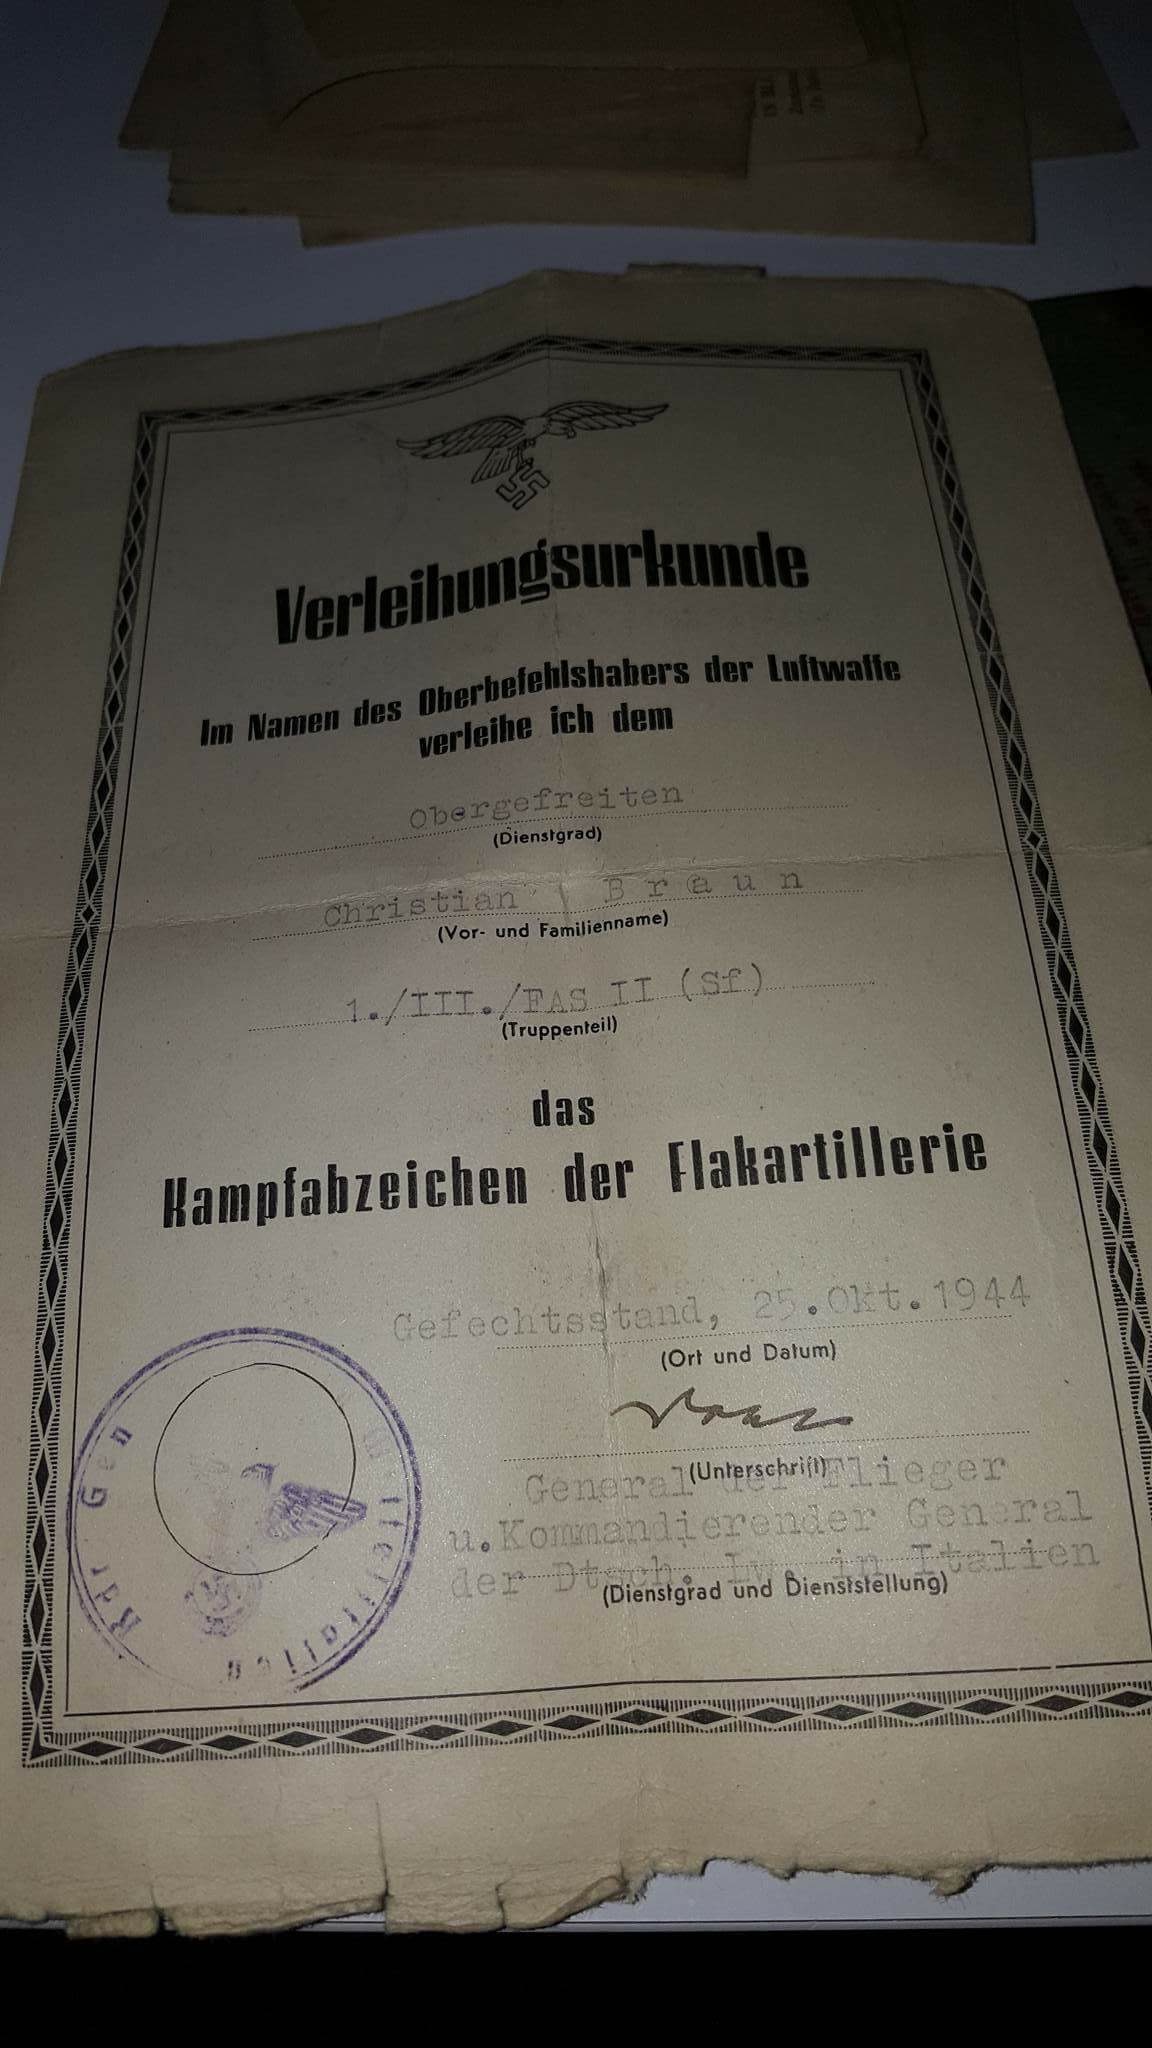 Verleihungsurkunde
Im Namen des Oberbefehlshabers der Luftwaffe
verleihe ich dem
Obergefreiten
(Dienstgrad)
Christian Braun
(Vor- und Familienname)
1./III./FAS II (Sf)
(Truppenteil)
das
Kampfabzeichen der Flakartillerie
Gefechtsstand, 25.Okt.1944
(Ort und Datum)
(Unterschrift)
General der Flieger
u.Kommandierender General
der Dtsch. Lw. in Italien
(Dienstgrad und Dienststellung)